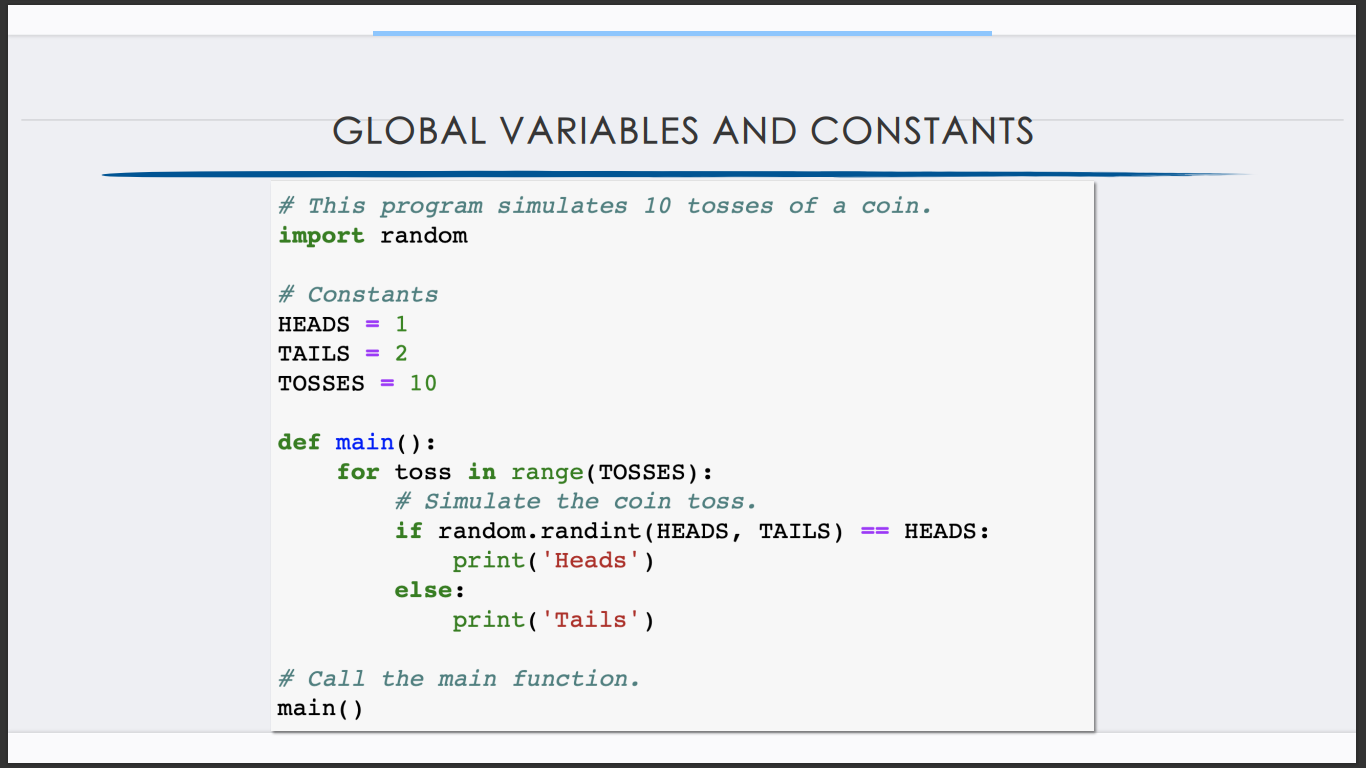 GLOBAL VARIABLES AND CONSTANTS
# This program simulates 10 tosses of a coin.
import random

# Constants
HEADS = 1
TAILS = 2
TOSSES = 10

def main():
    for toss in range(TOSSES):
        # Simulate the coin toss.
        if random.randint(HEADS, TAILS) == HEADS:
            print('Heads')
        else:
            print('Tails')

# Call the main function.
main()